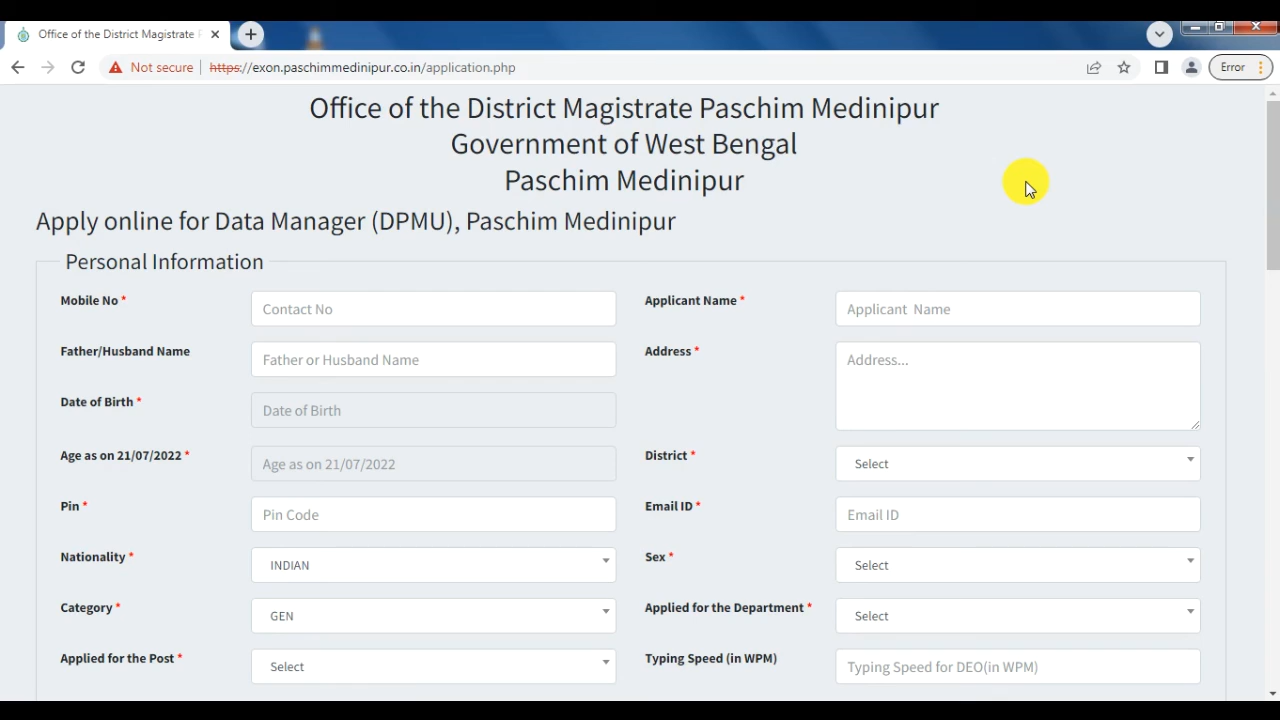 Office of the District Magistrate
Not secure https://exon.paschimmedinipur.co.in/application.php
Error
Office of the District Magistrate Paschim Medinipur
Government of West Bengal
Paschim Medinipur
Apply online for Data Manager (DPMU), Paschim Medinipur
Personal Information
Mobile No * Contact No Applicant Name * Applicant Name
Father/Husband Name Father or Husband Name Address * Address...
Date of Birth * Date of Birth
Age as on 21/07/2022 * Age as on 21/07/2022 District * Select
Pin * Pin Code Email ID * Email ID
Nationality * INDIAN Sex * Select
Category * GEN Applied for the Department * Select
Applied for the Post * Select Typing Speed (in WPM) Typing Speed for DEO(in WPM)